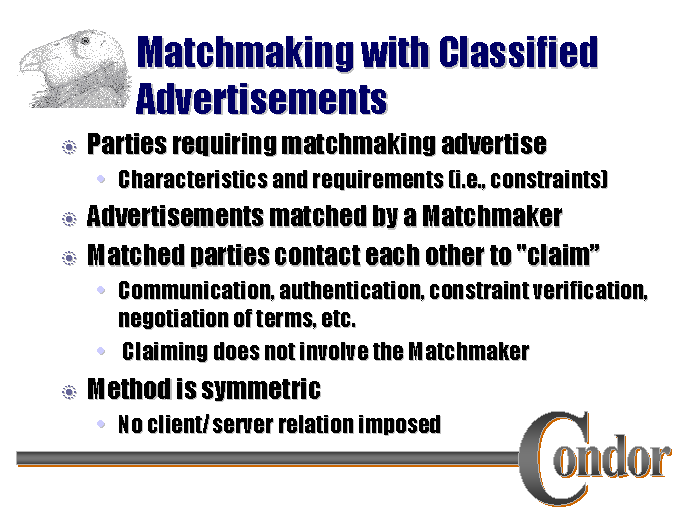 Matchmaking with Classified
Advertisements
Parties requiring matchmaking advertise
Characteristics and requirements (i.e., constraints)
Advertisements matched by a Matchmaker
Matched parties contact each other to "claim”
Communication, authentication, constraint verification,
negotiation of terms, etc.
Claiming does not involve the Matchmaker
Method is symmetric
No client/ server relation imposed
Condor